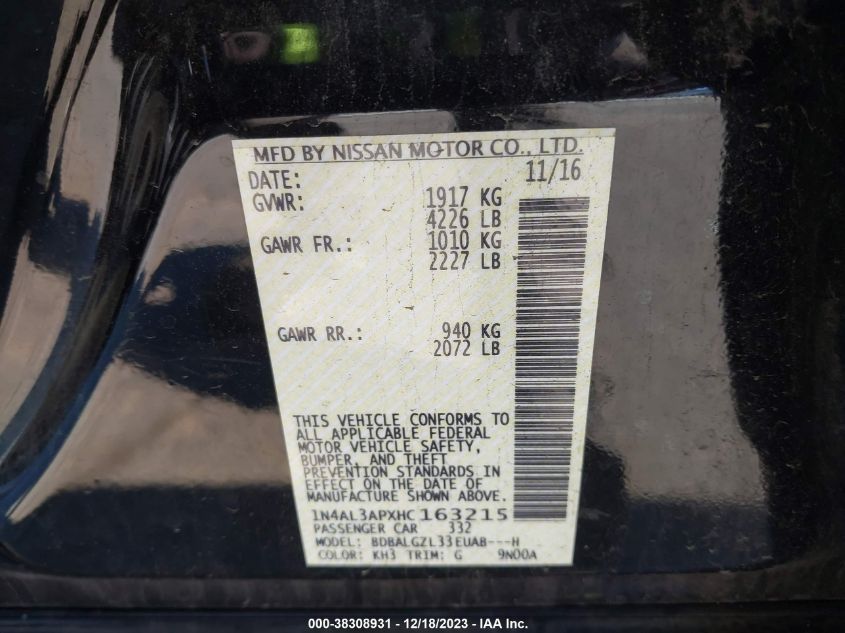 MFD BY NISSAN MOTOR CO., LTD.
DATE: 11/16
GVWR: 1917 KG
4226 LB
GAWR FR.: 1010 KG
2227 LB
GAWR RR.: 940 KG
2072 LB
THIS VEHICLE CONFORMS TO
ALL APPLICABLE FEDERAL
MOTOR VEHICLE SAFETY,
BUMPER, AND THEFT
PREVENTION STANDARDS IN
EFFECT ON THE DATE OF
MANUFACTURE SHOWN ABOVE.
1N4AL3APXHC163215
PASSENGER CAR 332
MODEL: BDBALGZL33EUAB---H
COLOR: KH3 TRIM: G 9N00A
000-38308931 - 12/18/2023 - IAA Inc.